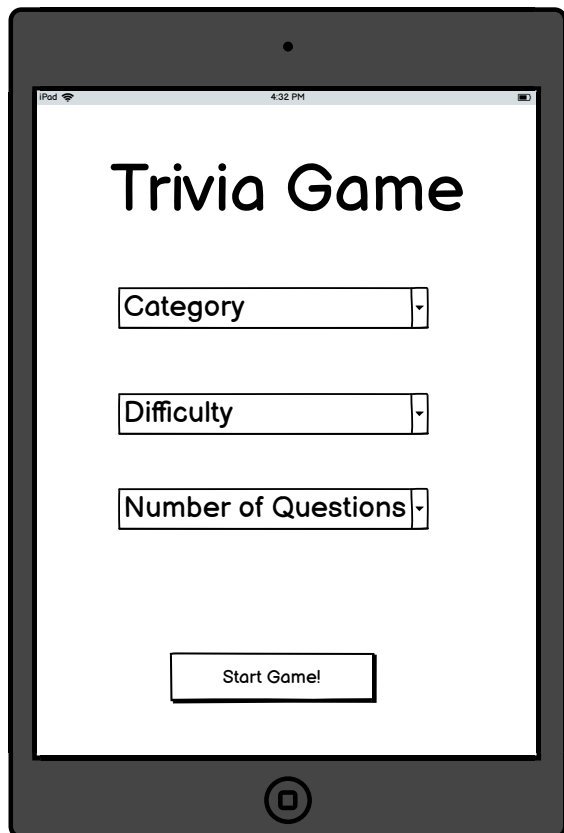 iPad 4:32 PM
Trivia Game
Category
Difficulty
Number of Questions
Start Game!